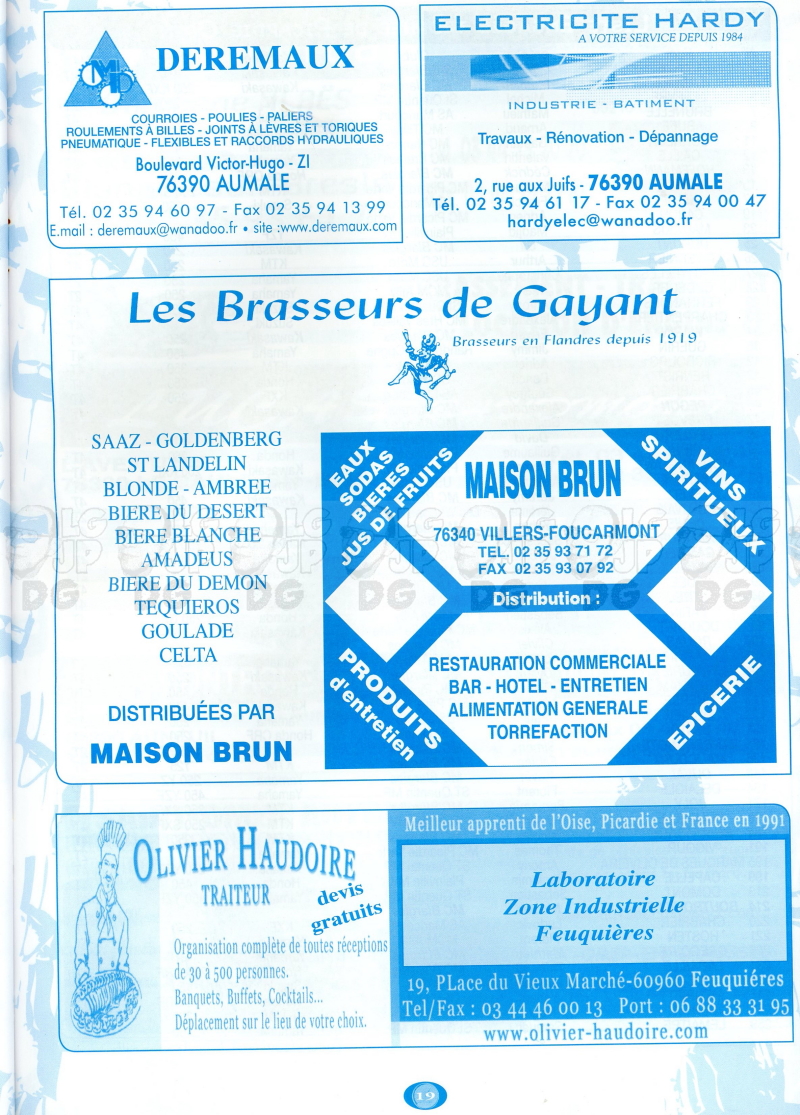 MD
DEREMAUX
COURROIES - POULIES - PALIERS
ROULEMENTS À BILLES - JOINTS À LÈVRES ET TORIQUES
PNEUMATIQUE - FLEXIBLES ET RACCORDS HYDRAULIQUES
Boulevard Victor-Hugo - ZI
76390 AUMALE
Tél. 02 35 94 60 97 - Fax 02 35 94 13 99
E.mail : deremaux@wanadoo.fr • site :www.deremaux.com
ELECTRICITE HARDY
A VOTRE SERVICE DEPUIS 1984
INDUSTRIE - BATIMENT
Travaux - Rénovation - Dépannage
2, rue aux Juifs - 76390 AUMALE
Tél. 02 35 94 61 17 - Fax 02 35 94 00 47
hardyelec@wanadoo.fr
Les Brasseurs de Gayant
Brasseurs en Flandres depuis 1919
SAAZ - GOLDENBERG
ST LANDELIN
BLONDE - AMBREE
BIERE DU DESERT
BIERE BLANCHE
AMADEUS
BIERE DU DEMON
TEQUIEROS
GOULADE
CELTA
DISTRIBUÉES PAR
MAISON BRUN
EAUX
SODAS
BIERES
JUS DE FRUITS
MAISON BRUN
76340 VILLERS-FOUCARMONT
TEL. 02 35 93 71 72
FAX 02 35 93 07 92
VINS
SPIRITUEUX
Distribution :
RESTAURATION COMMERCIALE
BAR - HOTEL - ENTRETIEN
ALIMENTATION GENERALE
TORREFACTION
PRODUITS
d'entretien
EPICERIE
LG JP DG
OLIVIER HAUDOIRE
TRAITEUR
devis
gratuits
Organisation complète de toutes réceptions
de 30 à 500 personnes.
Banquets, Buffets, Cocktails...
Déplacement sur le lieu de votre choix.
Meilleur apprenti de l'Oise, Picardie et France en 1991
Laboratoire
Zone Industrielle
Feuquières
19, PLace du Vieux Marché-60960 Feuquiéres
Tel/Fax : 03 44 46 00 13 Port : 06 88 33 31 95
www.olivier-haudoire.com
19